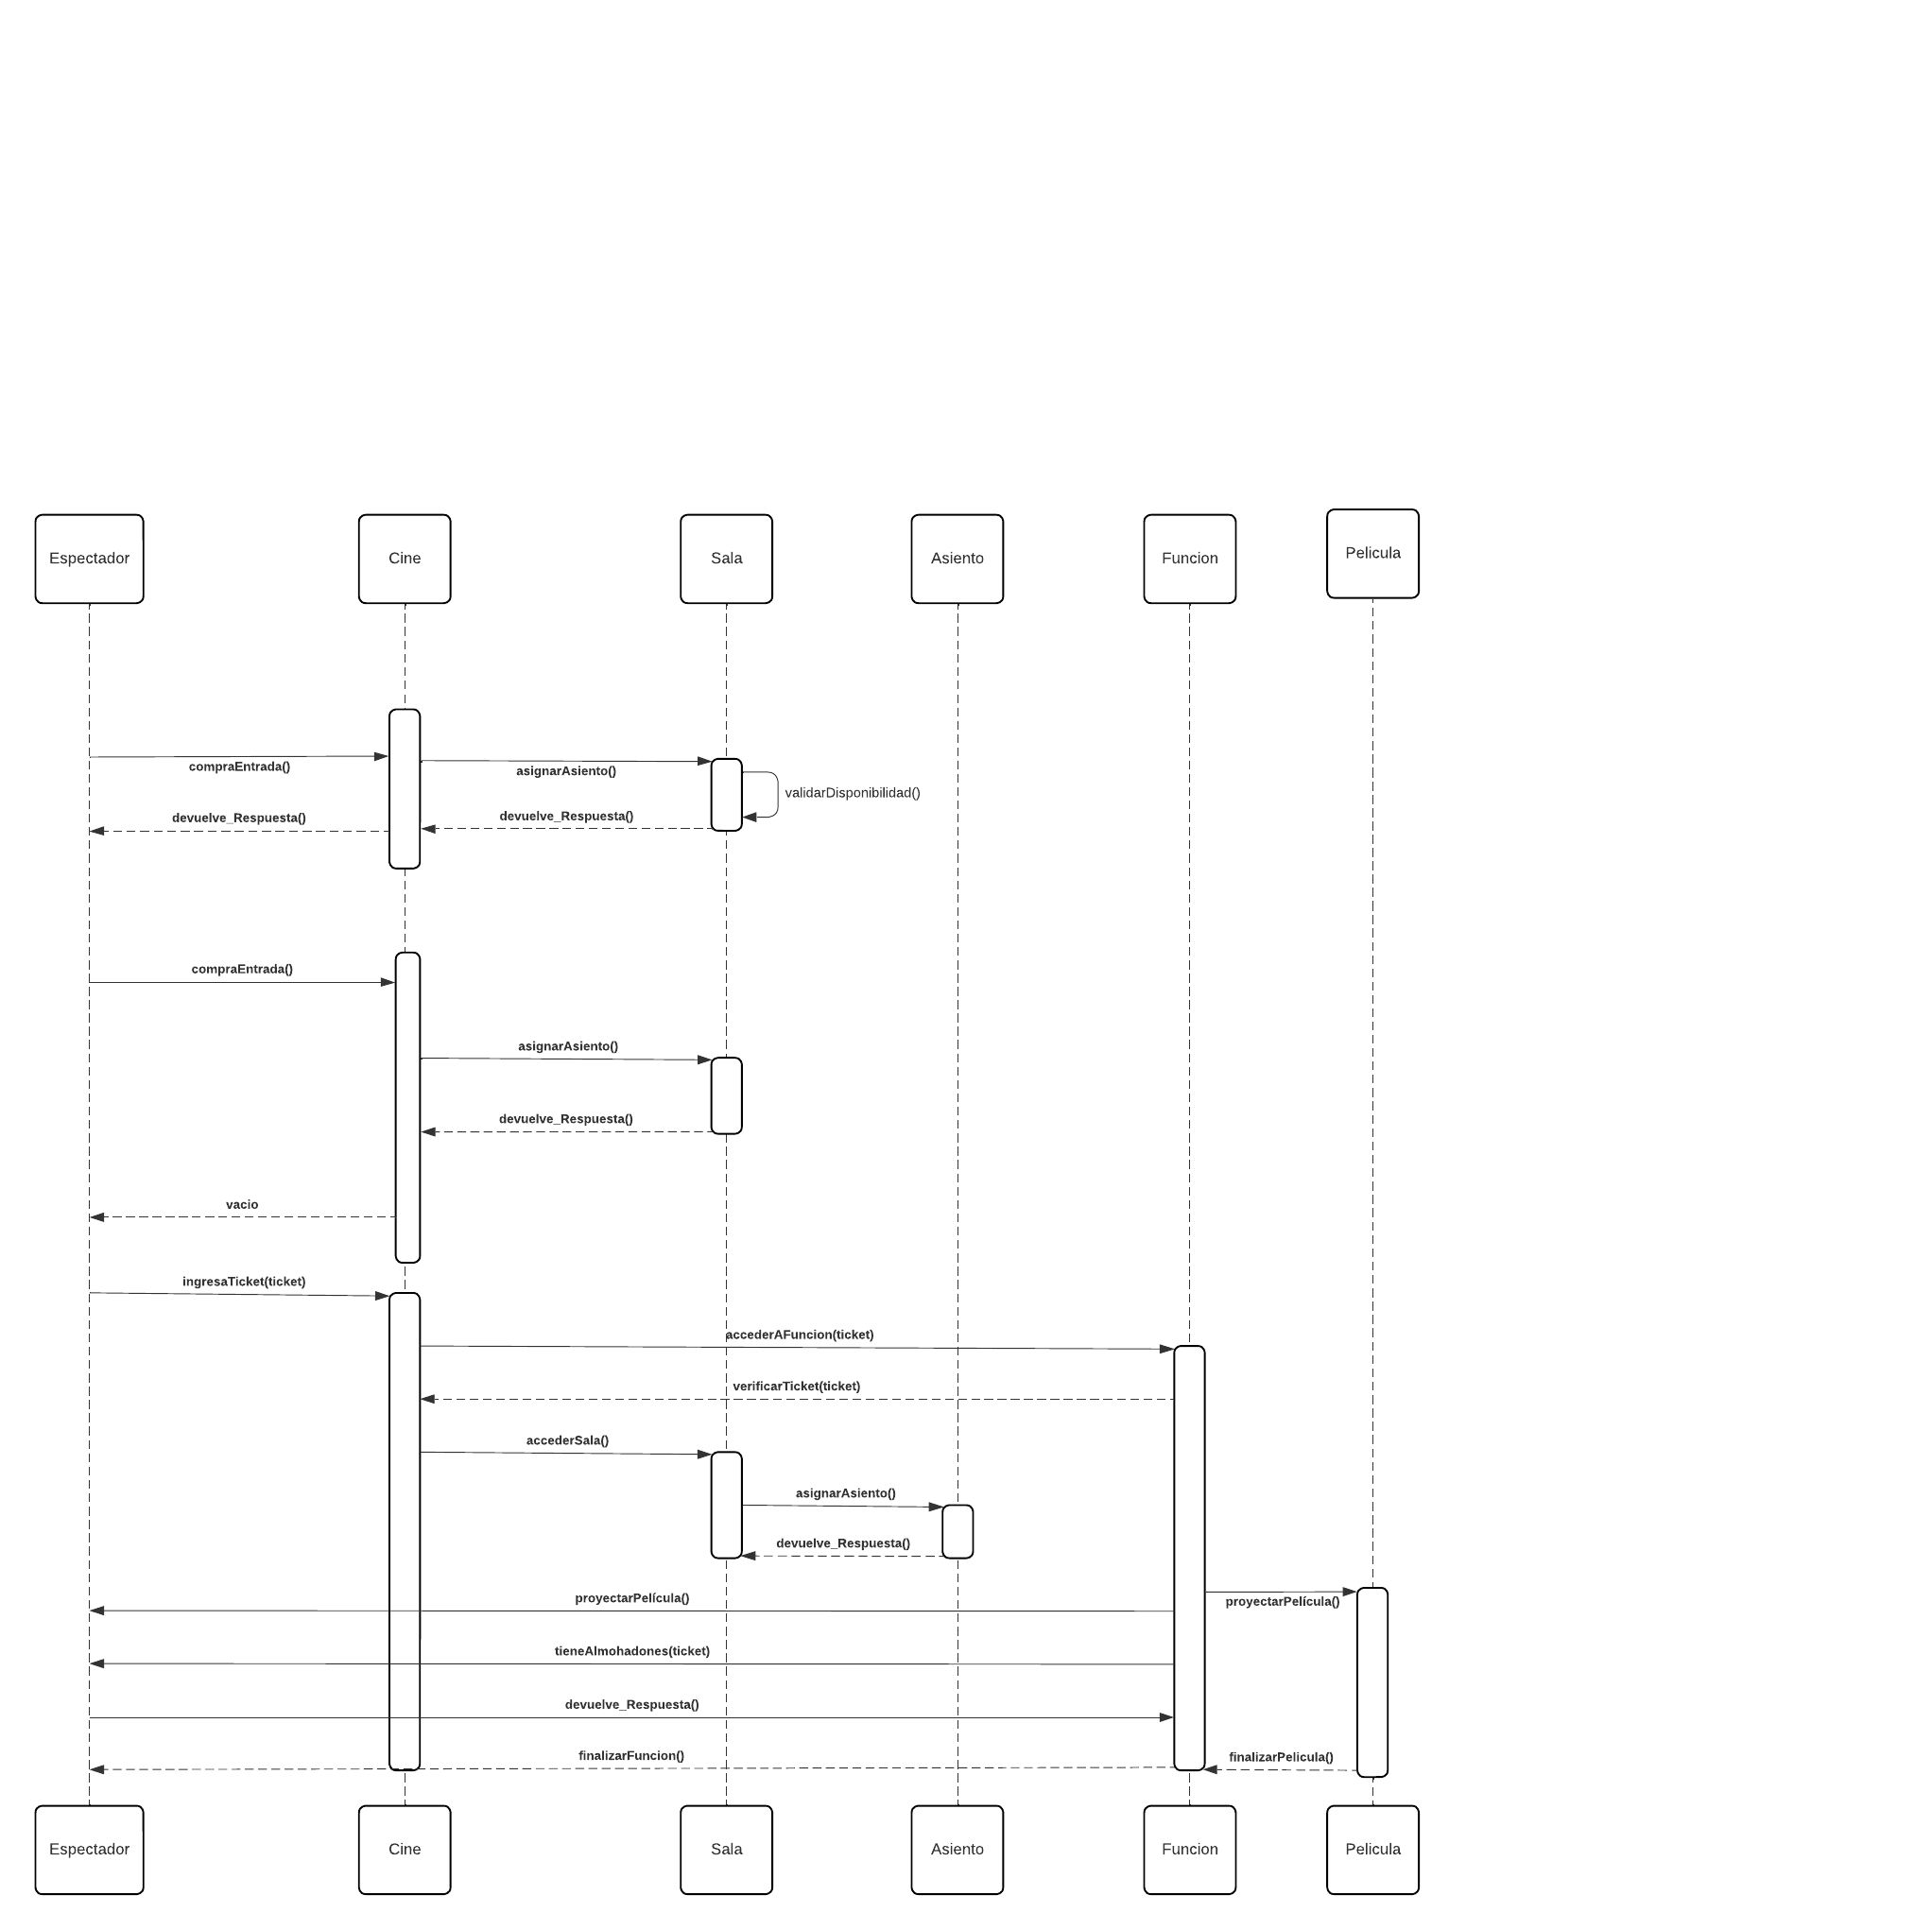 Espectador
Cine
Sala
Asiento
Funcion
Pelicula
compraEntrada()
asignarAsiento()
validarDisponibilidad()
devuelve_Respuesta()
devuelve_Respuesta()
compraEntrada()
asignarAsiento()
devuelve_Respuesta()
vacio
ingresaTicket(ticket)
accederAFuncion(ticket)
verificarTicket(ticket)
accederSala()
asignarAsiento()
devuelve_Respuesta()
proyectarPelícula()
proyectarPelícula()
tieneAlmohadones(ticket)
devuelve_Respuesta()
finalizarFuncion()
finalizarPelicula()
Espectador
Cine
Sala
Asiento
Funcion
Pelicula